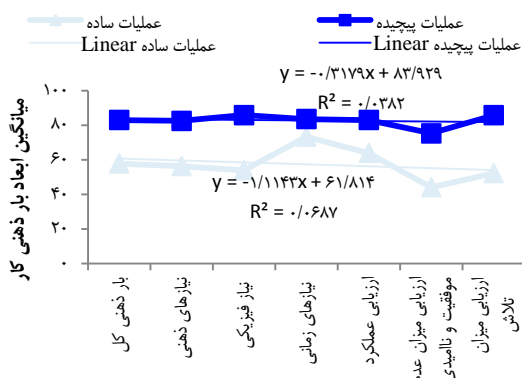 عملیات پیچیده
عملیات ساده
Linear عملیات پیچیده
Linear عملیات ساده
y = -۰/۳۱۷۹x + ۸۳/۹۲۹
R² = ۰/۰۳۸۲
y = -۱/۱۱۴۳x + ۶۱/۸۱۴
R² = ۰/۰۶۸۷
میانگین ابعاد بار ذهنی کار
۱۰۰
۸۰
۶۰
۴۰
۲۰
۰
بار ذهنی کل
نیازهای ذهنی
نیاز فیزیکی
نیازهای زمانی
ارزیابی عملکرد
ارزیابی میزان عدم
موفقیت و ناامیدی
ارزیابی میزان
تلاش